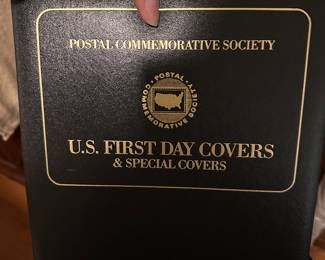 POSTAL COMMEMORATIVE SOCIETY
POSTAL
COMMEMORATIVE SOCIETY
U.S. FIRST DAY COVERS
& SPECIAL COVERS